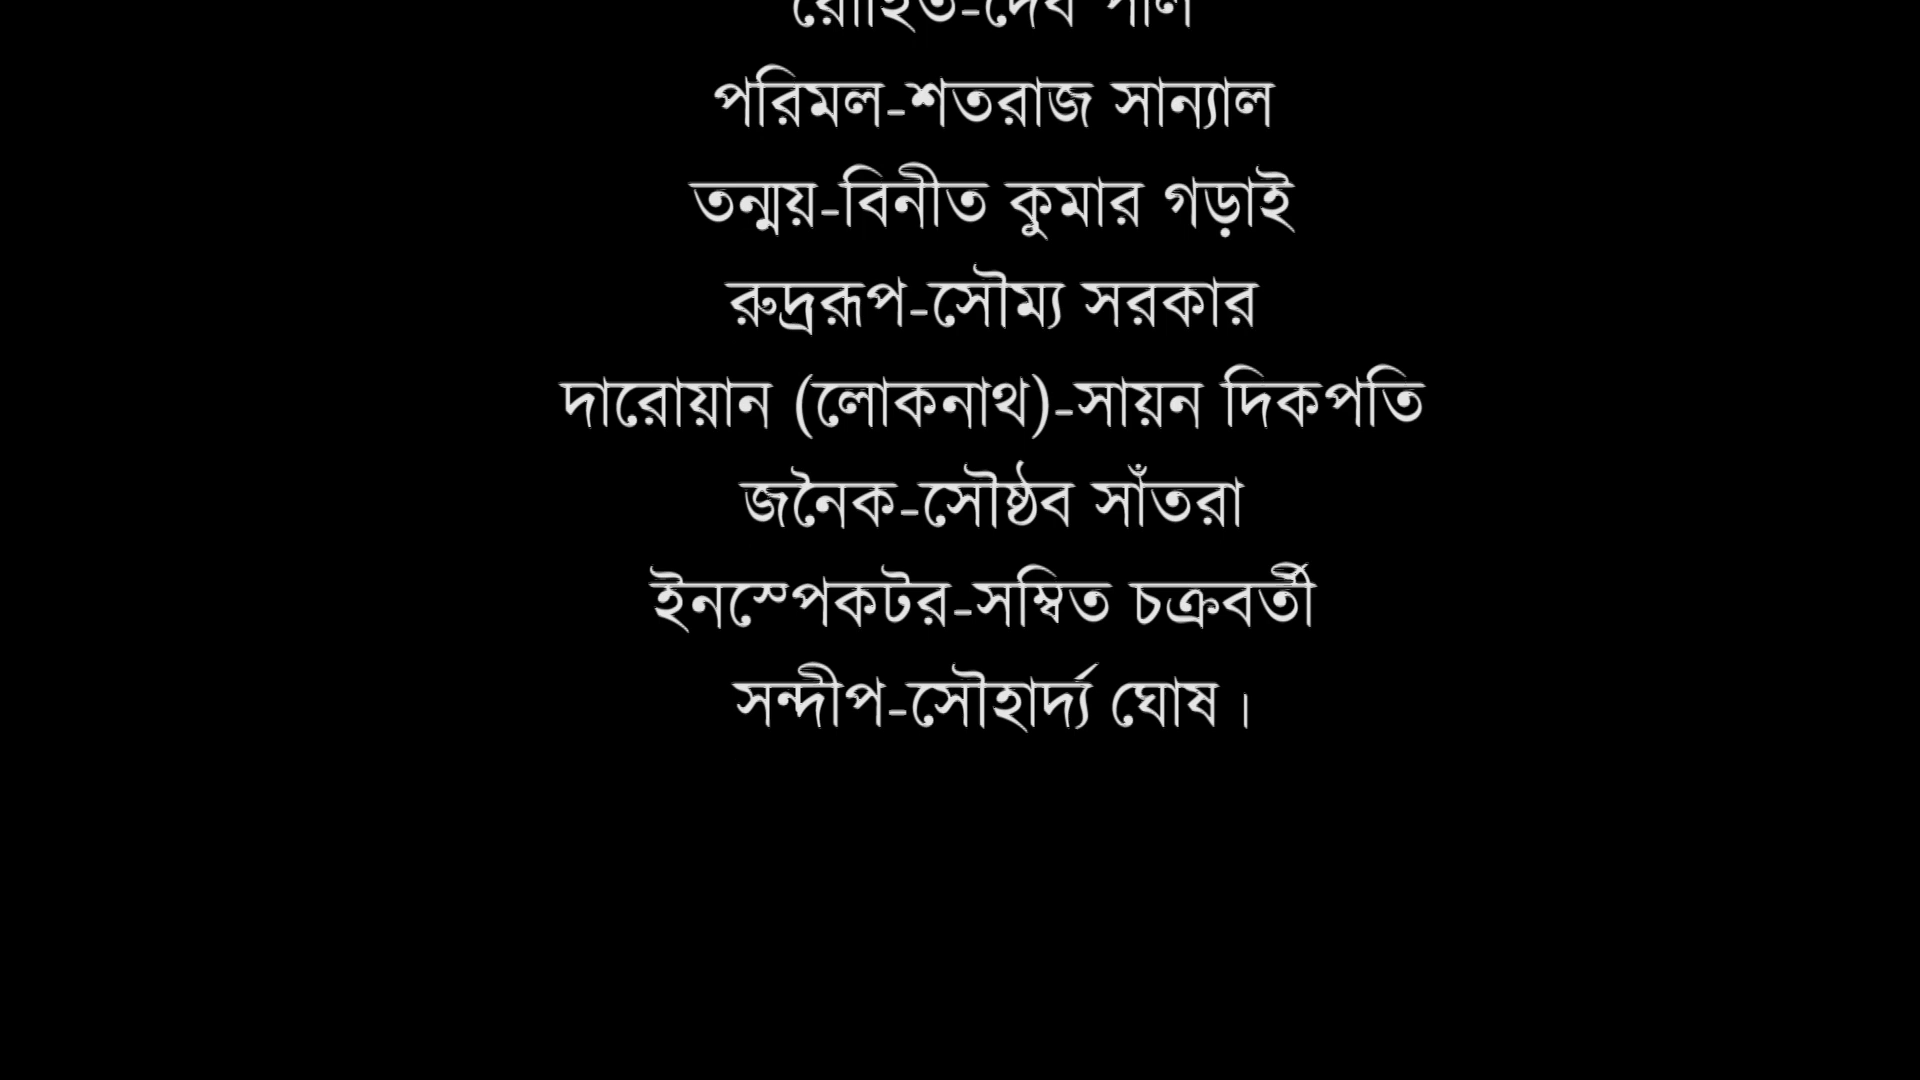 রোহিত-দেব পাল
পরিমল-শতরাজ সান্যাল
তন্ময়-বিনীত কুমার গড়াই
রুদ্ররূপ-সৌম্য সরকার
দারোয়ান (লোকনাথ)-সায়ন দিকপতি
জনৈক-সৌষ্ঠব সাঁতরা
ইনস্পেকটর-সম্বিত চক্রবর্তী
সন্দীপ-সৌহার্দ্য ঘোষ।